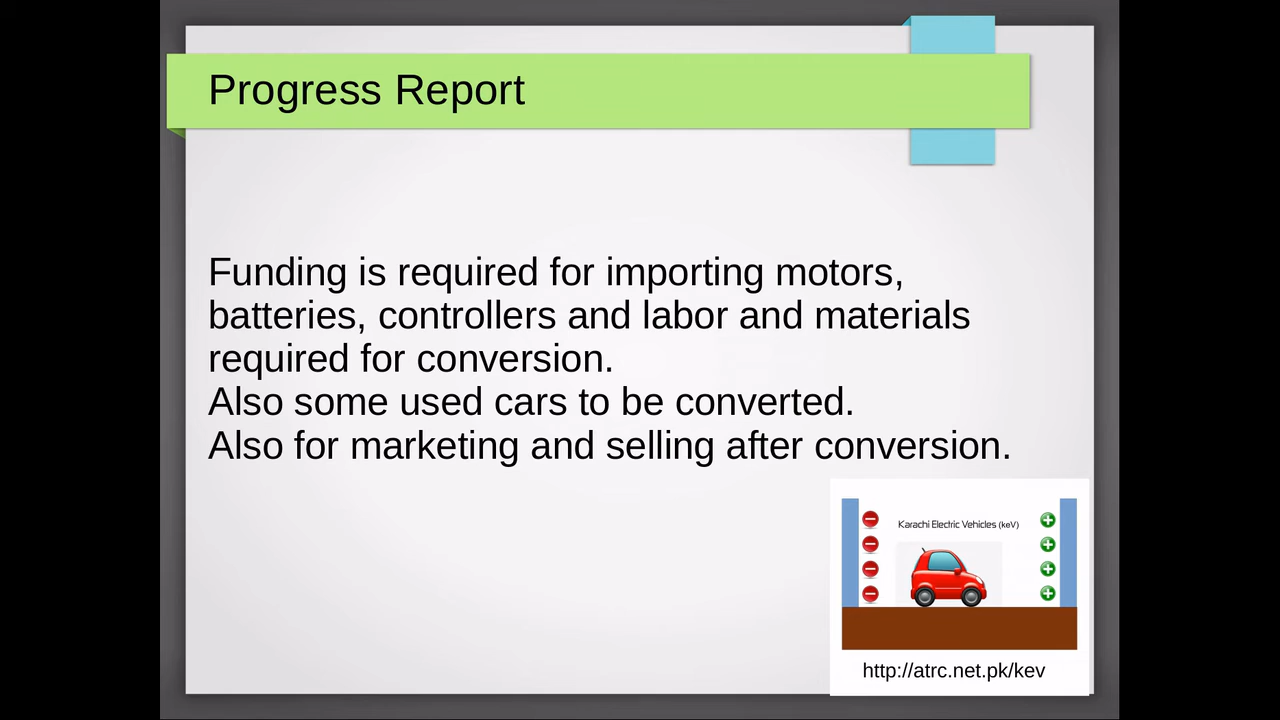 Progress Report
Funding is required for importing motors,
batteries, controllers and labor and materials
required for conversion.
Also some used cars to be converted.
Also for marketing and selling after conversion.
Karachi Electric Vehicles (keV)
http://atrc.net.pk/kev